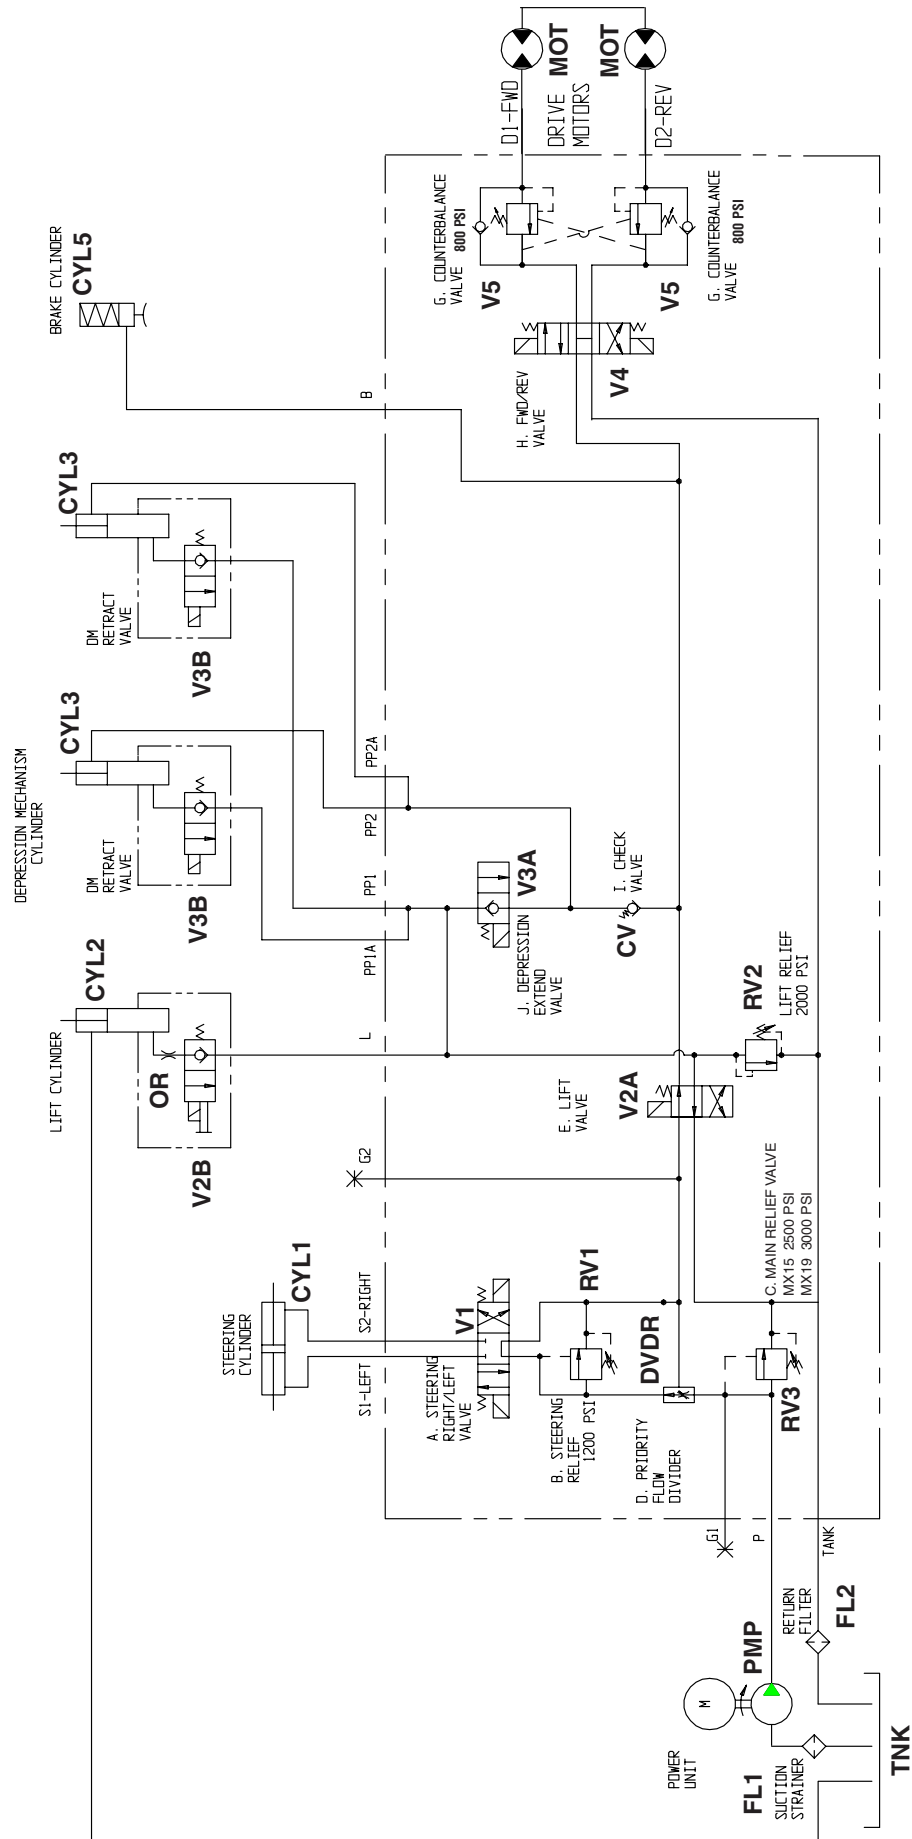 BRAKE CYLINDER
CYL5
D1-FWD
MOT
MOT
DRIVE
MOTORS
D2-REV
G. COUNTERBALANCE
VALVE 800 PSI
V5
V5
G. COUNTERBALANCE
VALVE
800 PSI
H. FWD/REV
VALVE
V4
B
CYL3
DM
RETRACT
VALVE
V3B
DEPRESSION MECHANISM
CYLINDER
CYL3
DM
RETRACT
VALVE
V3B
PP2A
PP2
PP1
PP1A
J. DEPRESSION
EXTEND
VALVE
V3A
I. CHECK
VALVE
CV
LIFT CYLINDER
CYL2
OR
V2B
L
G2
E. LIFT
VALVE
V2A
RV2
LIFT RELIEF
2000 PSI
STEERING
CYLINDER
CYL1
S1-LEFT
S2-RIGHT
A. STEERING
RIGHT/LEFT
VALVE
V1
B. STEERING
RELIEF
1200 PSI
RV1
D. PRIORITY
FLOW
DIVIDER
DVDR
C. MAIN RELIEF VALVE
MX15 2500 PSI
MX19 3000 PSI
RV3
G1
P
TANK
POWER
UNIT
M
PMP
RETURN
FILTER
FL2
FL1
SUCTION
STRAINER
TNK